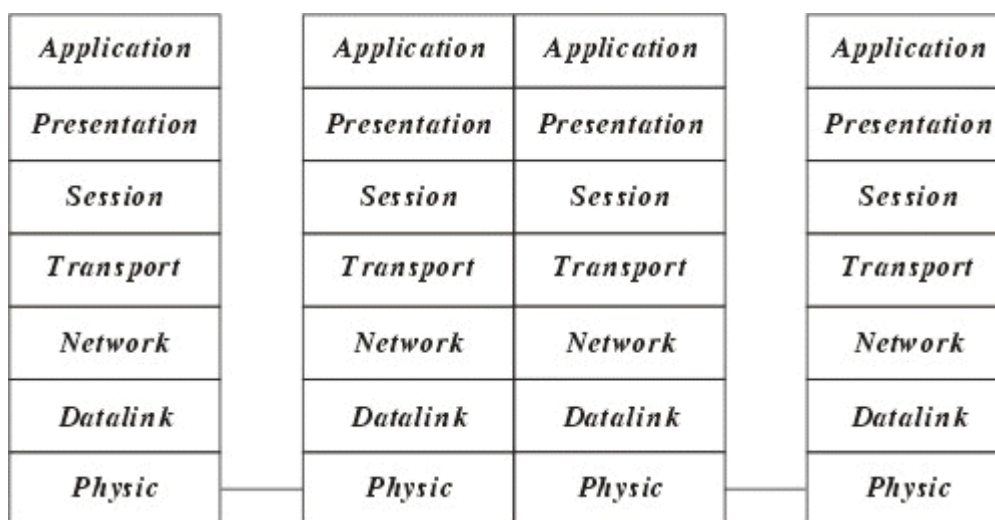 Application Application Application Application
Presentation Presentation Presentation Presentation
Session Session Session Session
Transport Transport Transport Transport
Network Network Network Network
Datalink Datalink Datalink Datalink
Physic Physic Physic Physic